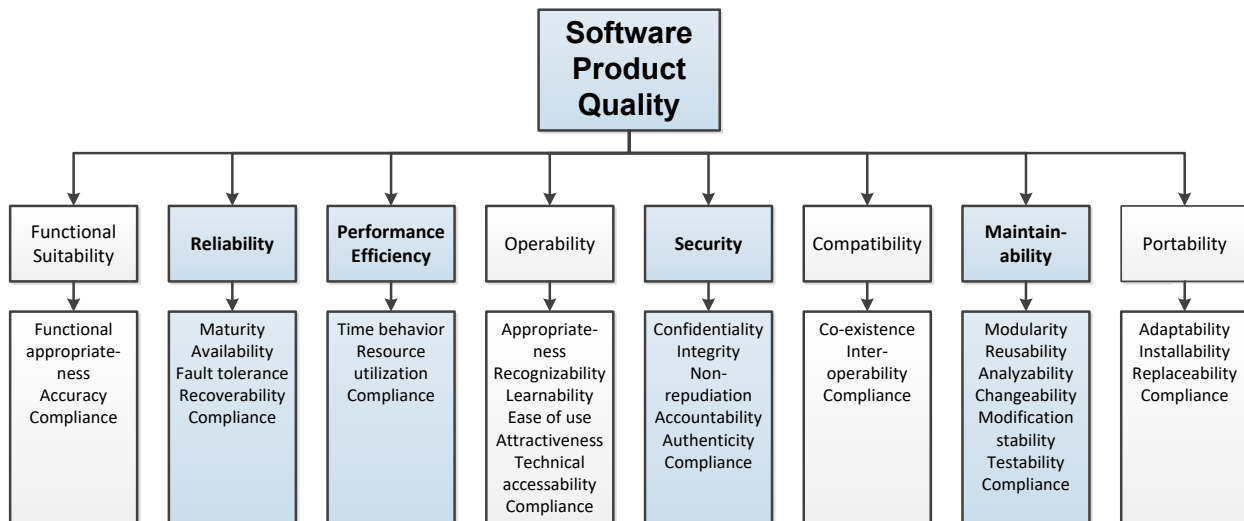 Software
Product
Quality
Functional
Suitability
Reliability
Performance
Efficiency
Operability
Security
Compatibility
Maintain-
ability
Portability
Functional
appropriate-
ness
Accuracy
Compliance
Maturity
Availability
Fault tolerance
Recoverability
Compliance
Time behavior
Resource
utilization
Compliance
Appropriate-
ness
Recognizability
Learnability
Ease of use
Attractiveness
Technical
accessability
Compliance
Confidentiality
Integrity
Non-
repudiation
Accountability
Authenticity
Compliance
Co-existence
Inter-
operability
Compliance
Modularity
Reusability
Analyzability
Changeability
Modification
stability
Testability
Compliance
Adaptability
Installability
Replaceability
Compliance